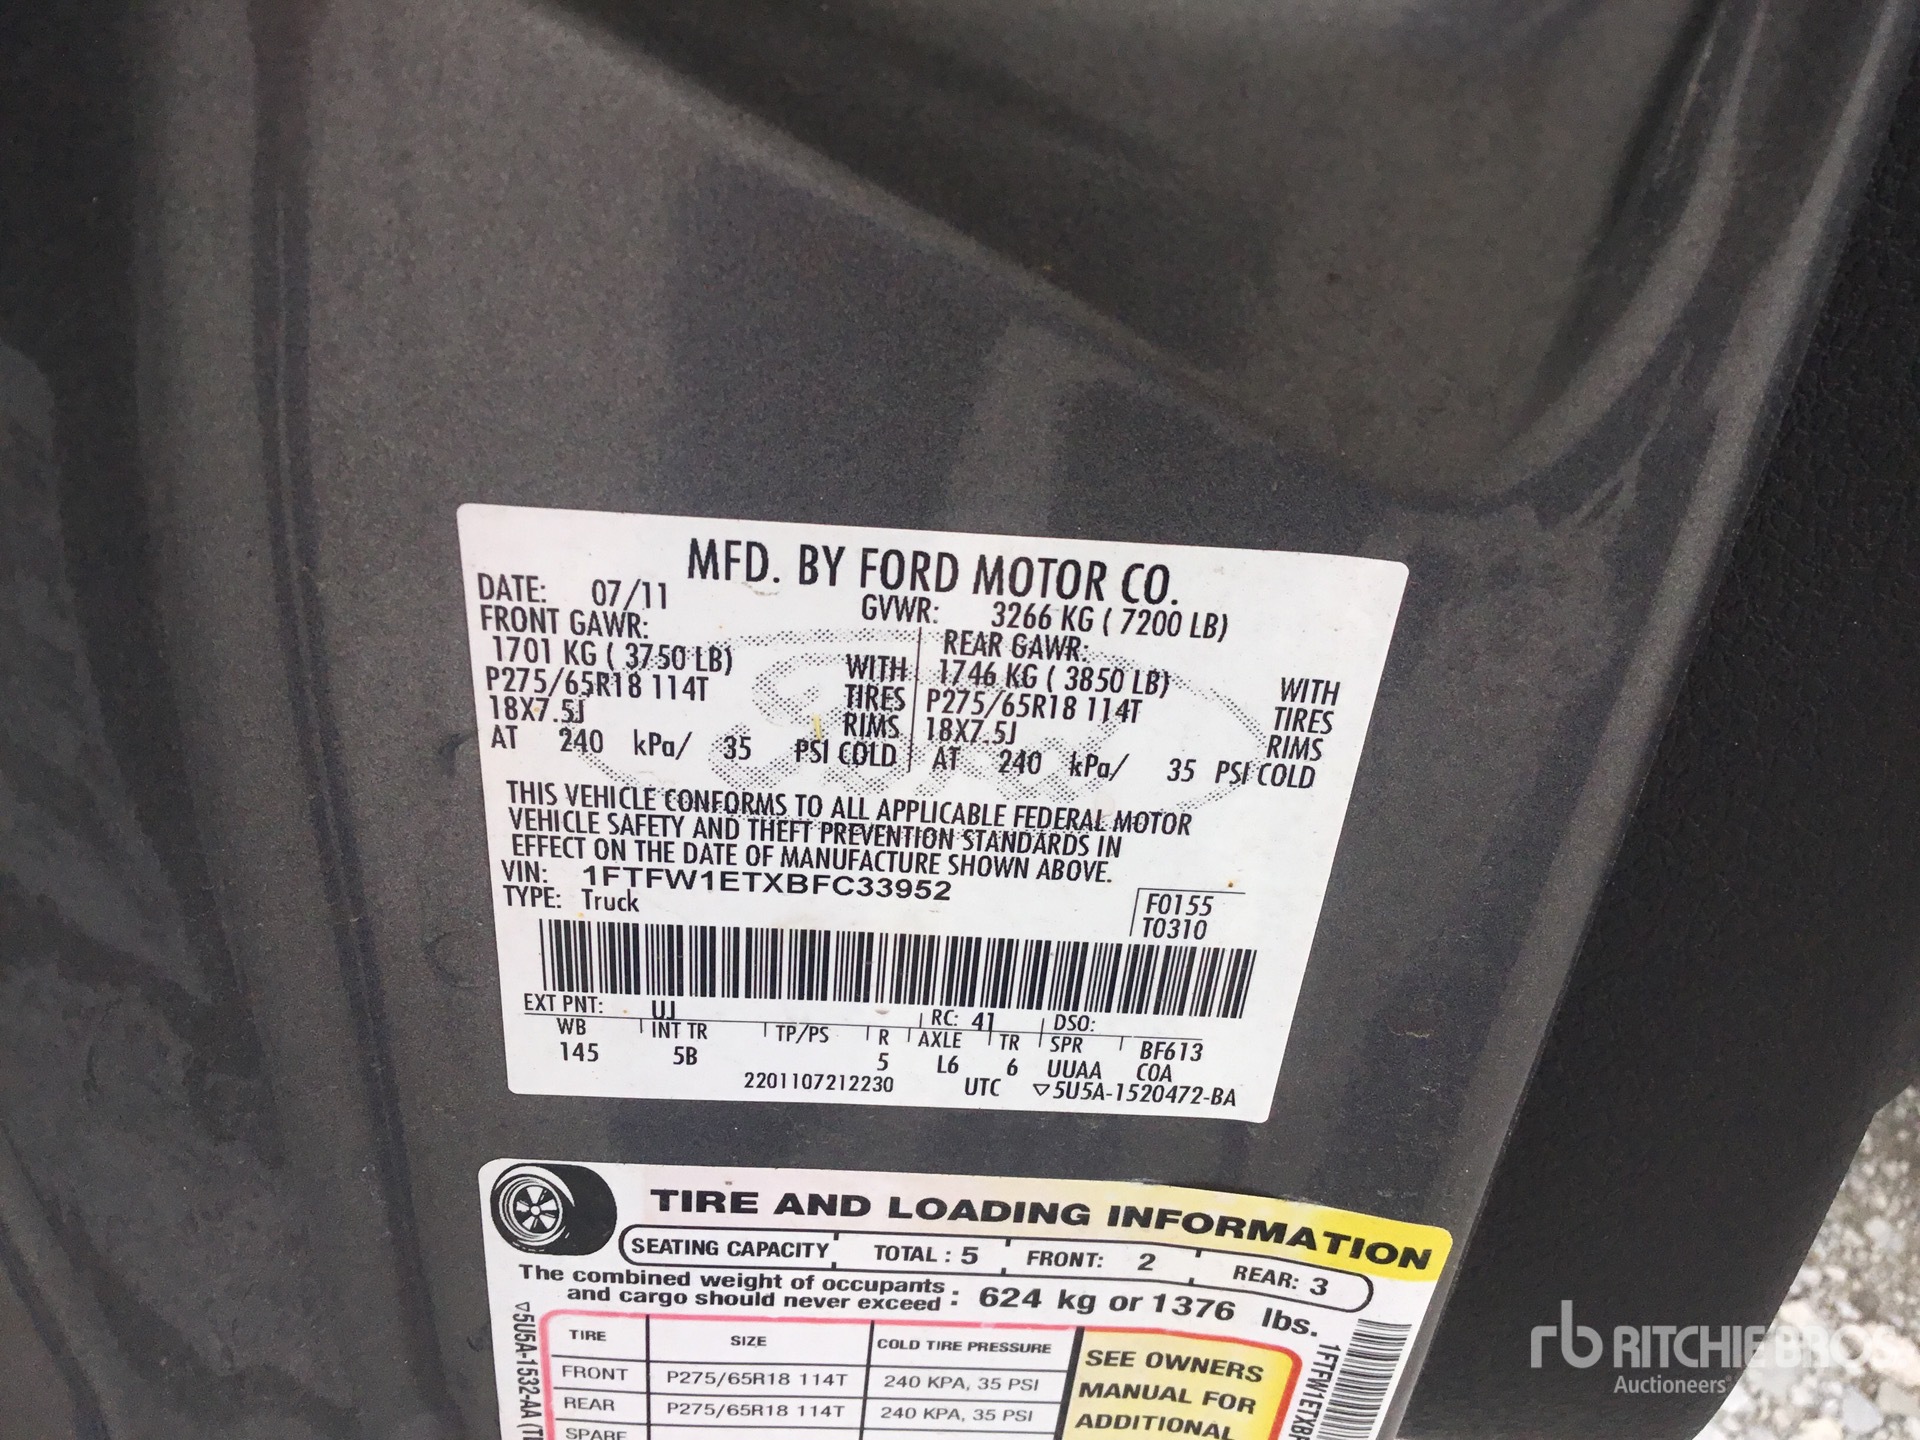 MFD. BY FORD MOTOR CO.
DATE: 07/11 GVWR: 3266 KG ( 7200 LB)
FRONT GAWR: REAR GAWR:
1701 KG ( 3750 LB) WITH 1746 KG ( 3850 LB) WITH
P275/65R18 114T TIRES P275/65R18 114T TIRES
18X7.5J RIMS 18X7.5J RIMS
AT 240 kPa/ 35 PSI COLD AT 240 kPa/ 35 PSI COLD
THIS VEHICLE CONFORMS TO ALL APPLICABLE FEDERAL MOTOR
VEHICLE SAFETY AND THEFT PREVENTION STANDARDS IN
EFFECT ON THE DATE OF MANUFACTURE SHOWN ABOVE.
VIN: 1FTFW1ETXBFC33952
TYPE: Truck
F0155
T0310
EXT PNT: UJ RC: 41 DSO:
WB INT TR TP/PS R AXLE TR SPR BF613
145 5B 5 L6 6 UUAA COA
2201107212230 UTC ▽5U5A-1520472-BA
TIRE AND LOADING INFORMATION
SEATING CAPACITY TOTAL : 5 FRONT: 2 REAR: 3
The combined weight of occupants
and cargo should never exceed : 624 kg or 1376 lbs.
TIRE SIZE COLD TIRE PRESSURE
FRONT P275/65R18 114T 240 KPA, 35 PSI
REAR P275/65R18 114T 240 KPA, 35 PSI
SPARE
SEE OWNERS
MANUAL FOR
ADDITIONAL
▽5U5A-1532-AA
1FTFW1ETXBF
rb RITCHIE BROS
Auctioneers